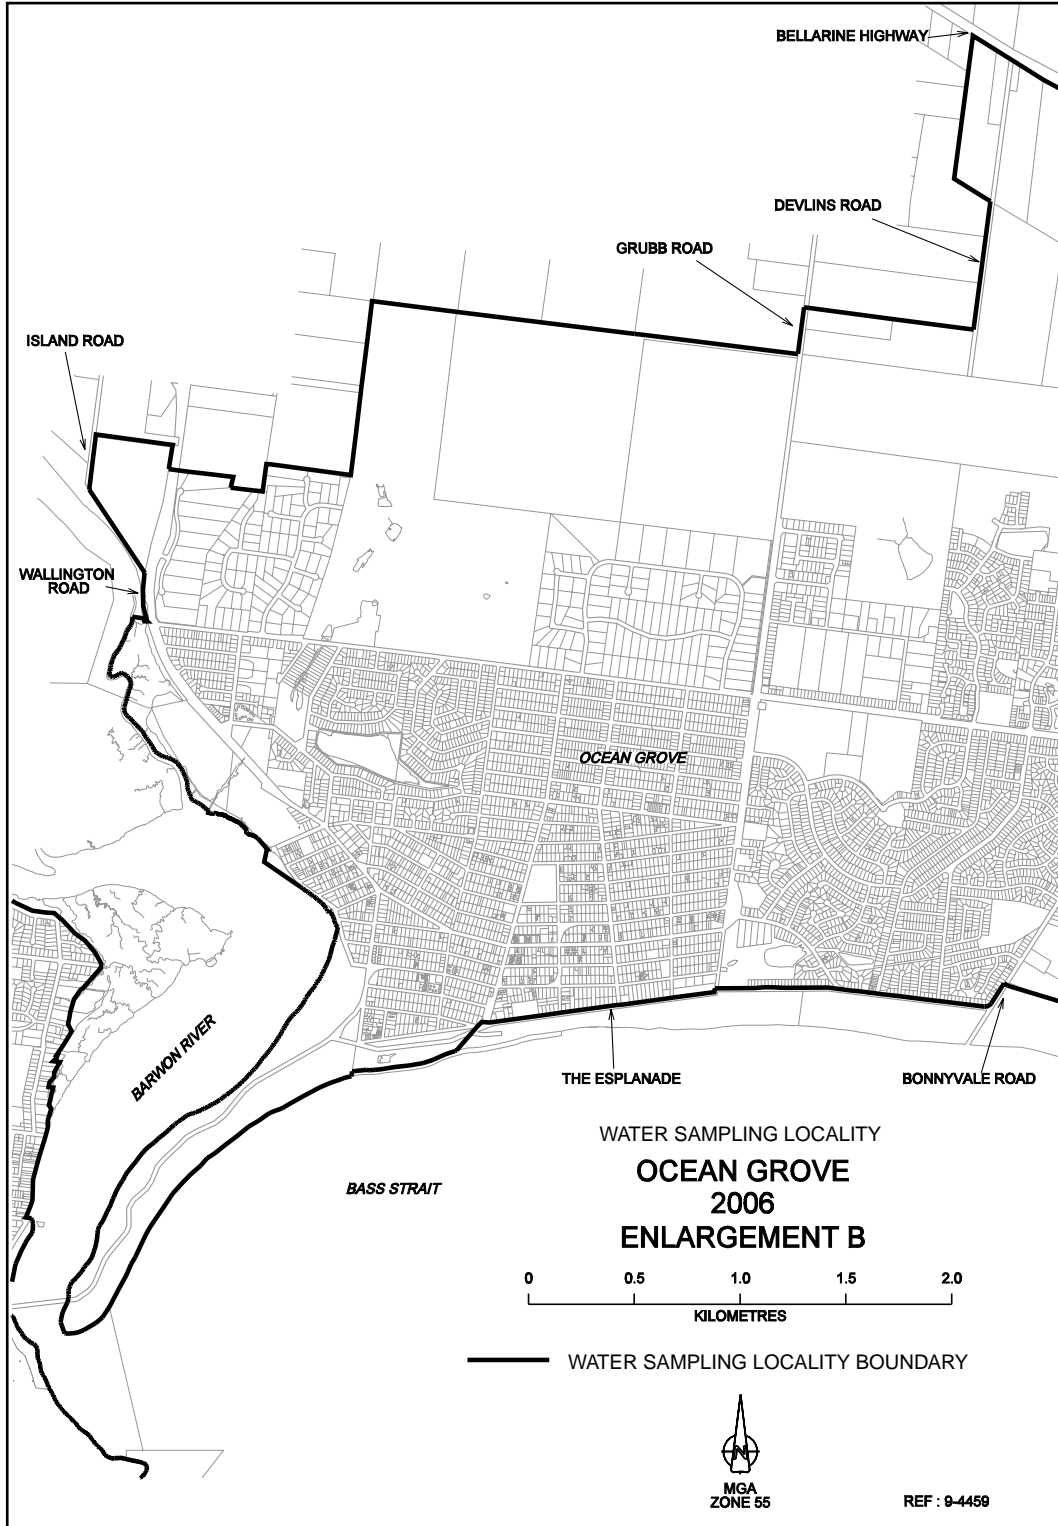 BELLARINE HIGHWAY
DEVLINS ROAD
GRUBB ROAD
ISLAND ROAD
WALLINGTON
ROAD
OCEAN GROVE
BARWON RIVER
THE ESPLANADE
BONNYVALE ROAD
BASS STRAIT
WATER SAMPLING LOCALITY
OCEAN GROVE
2006
ENLARGEMENT B
0 0.5 1.0 1.5 2.0
KILOMETRES
WATER SAMPLING LOCALITY BOUNDARY
N
MGA
ZONE 55
REF : 9-4459